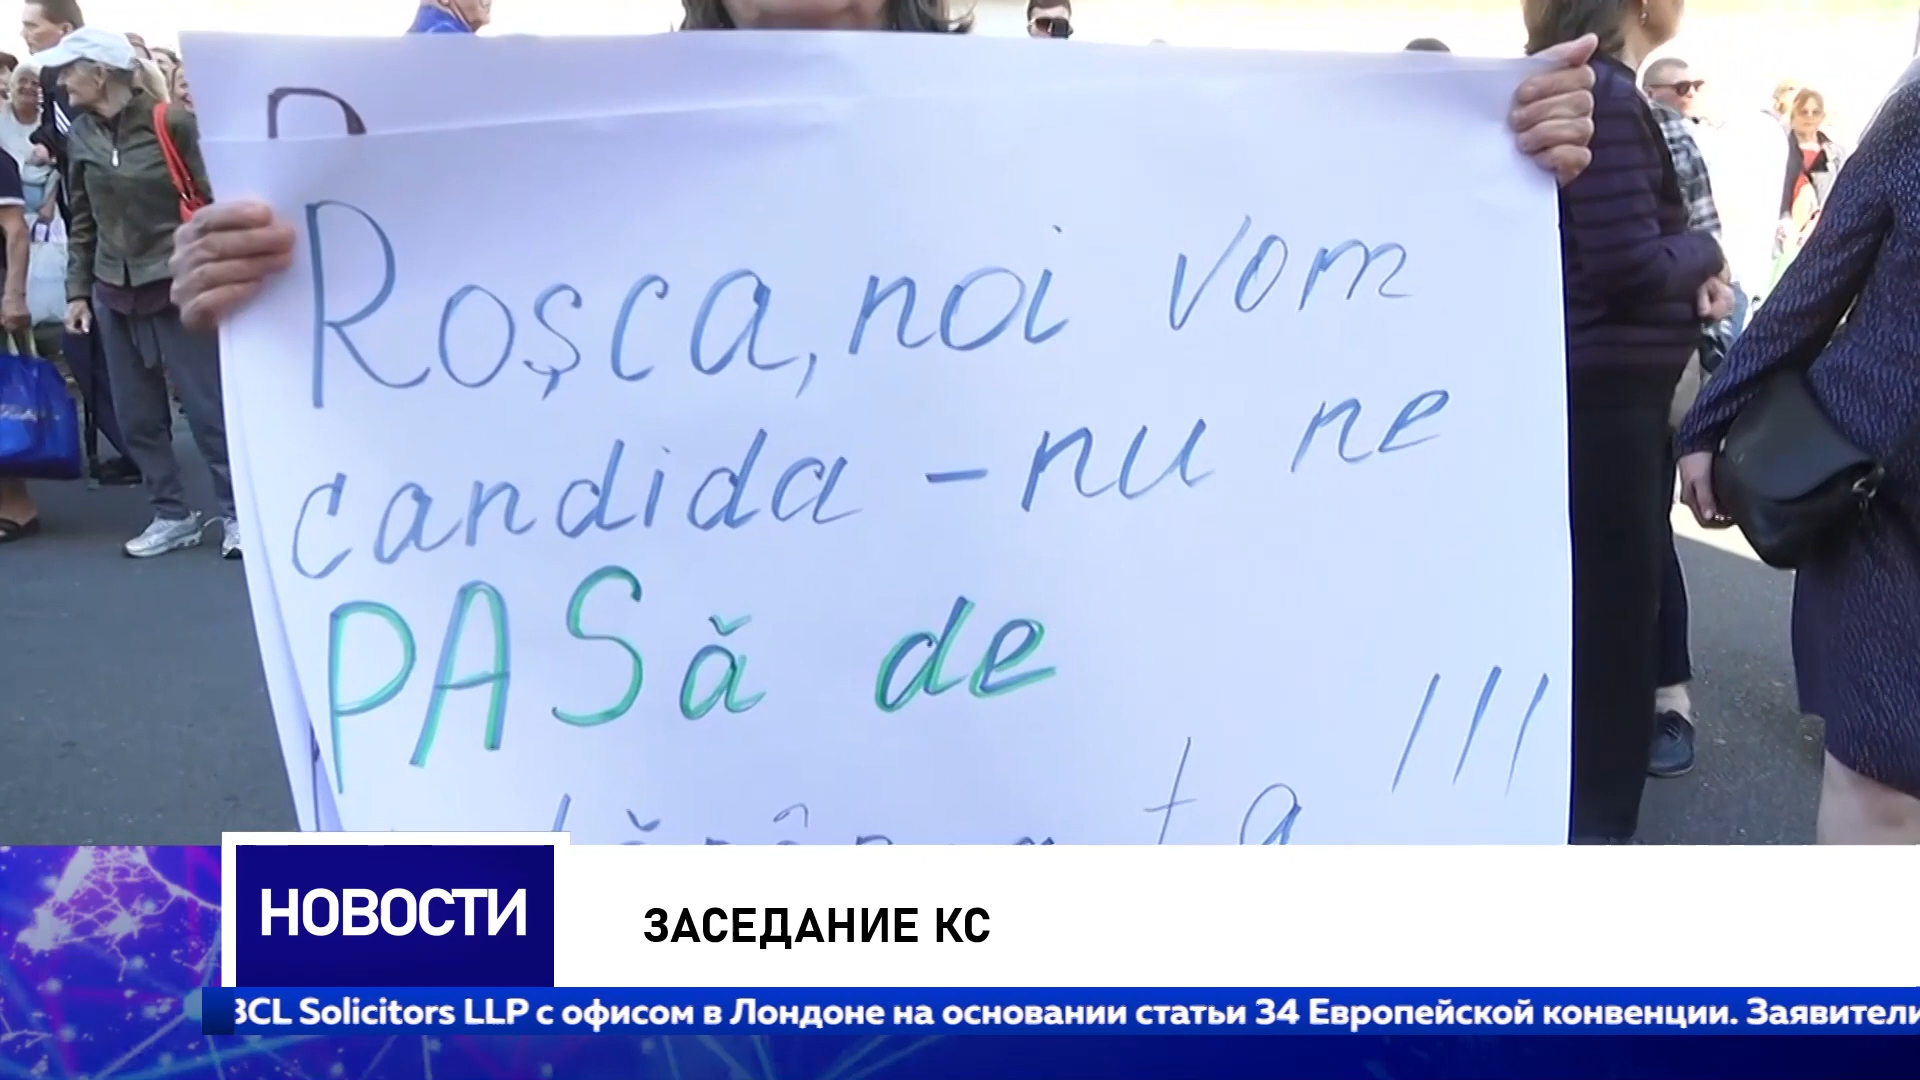 Roșca, noi vom
candida - nu ne
PASă de
!!!
ta
НОВОСТИ
ЗАСЕДАНИЕ КС
BCL Solicitors LLP с офисом в Лондоне на основании статьи 34 Европейской конвенции. Заявители